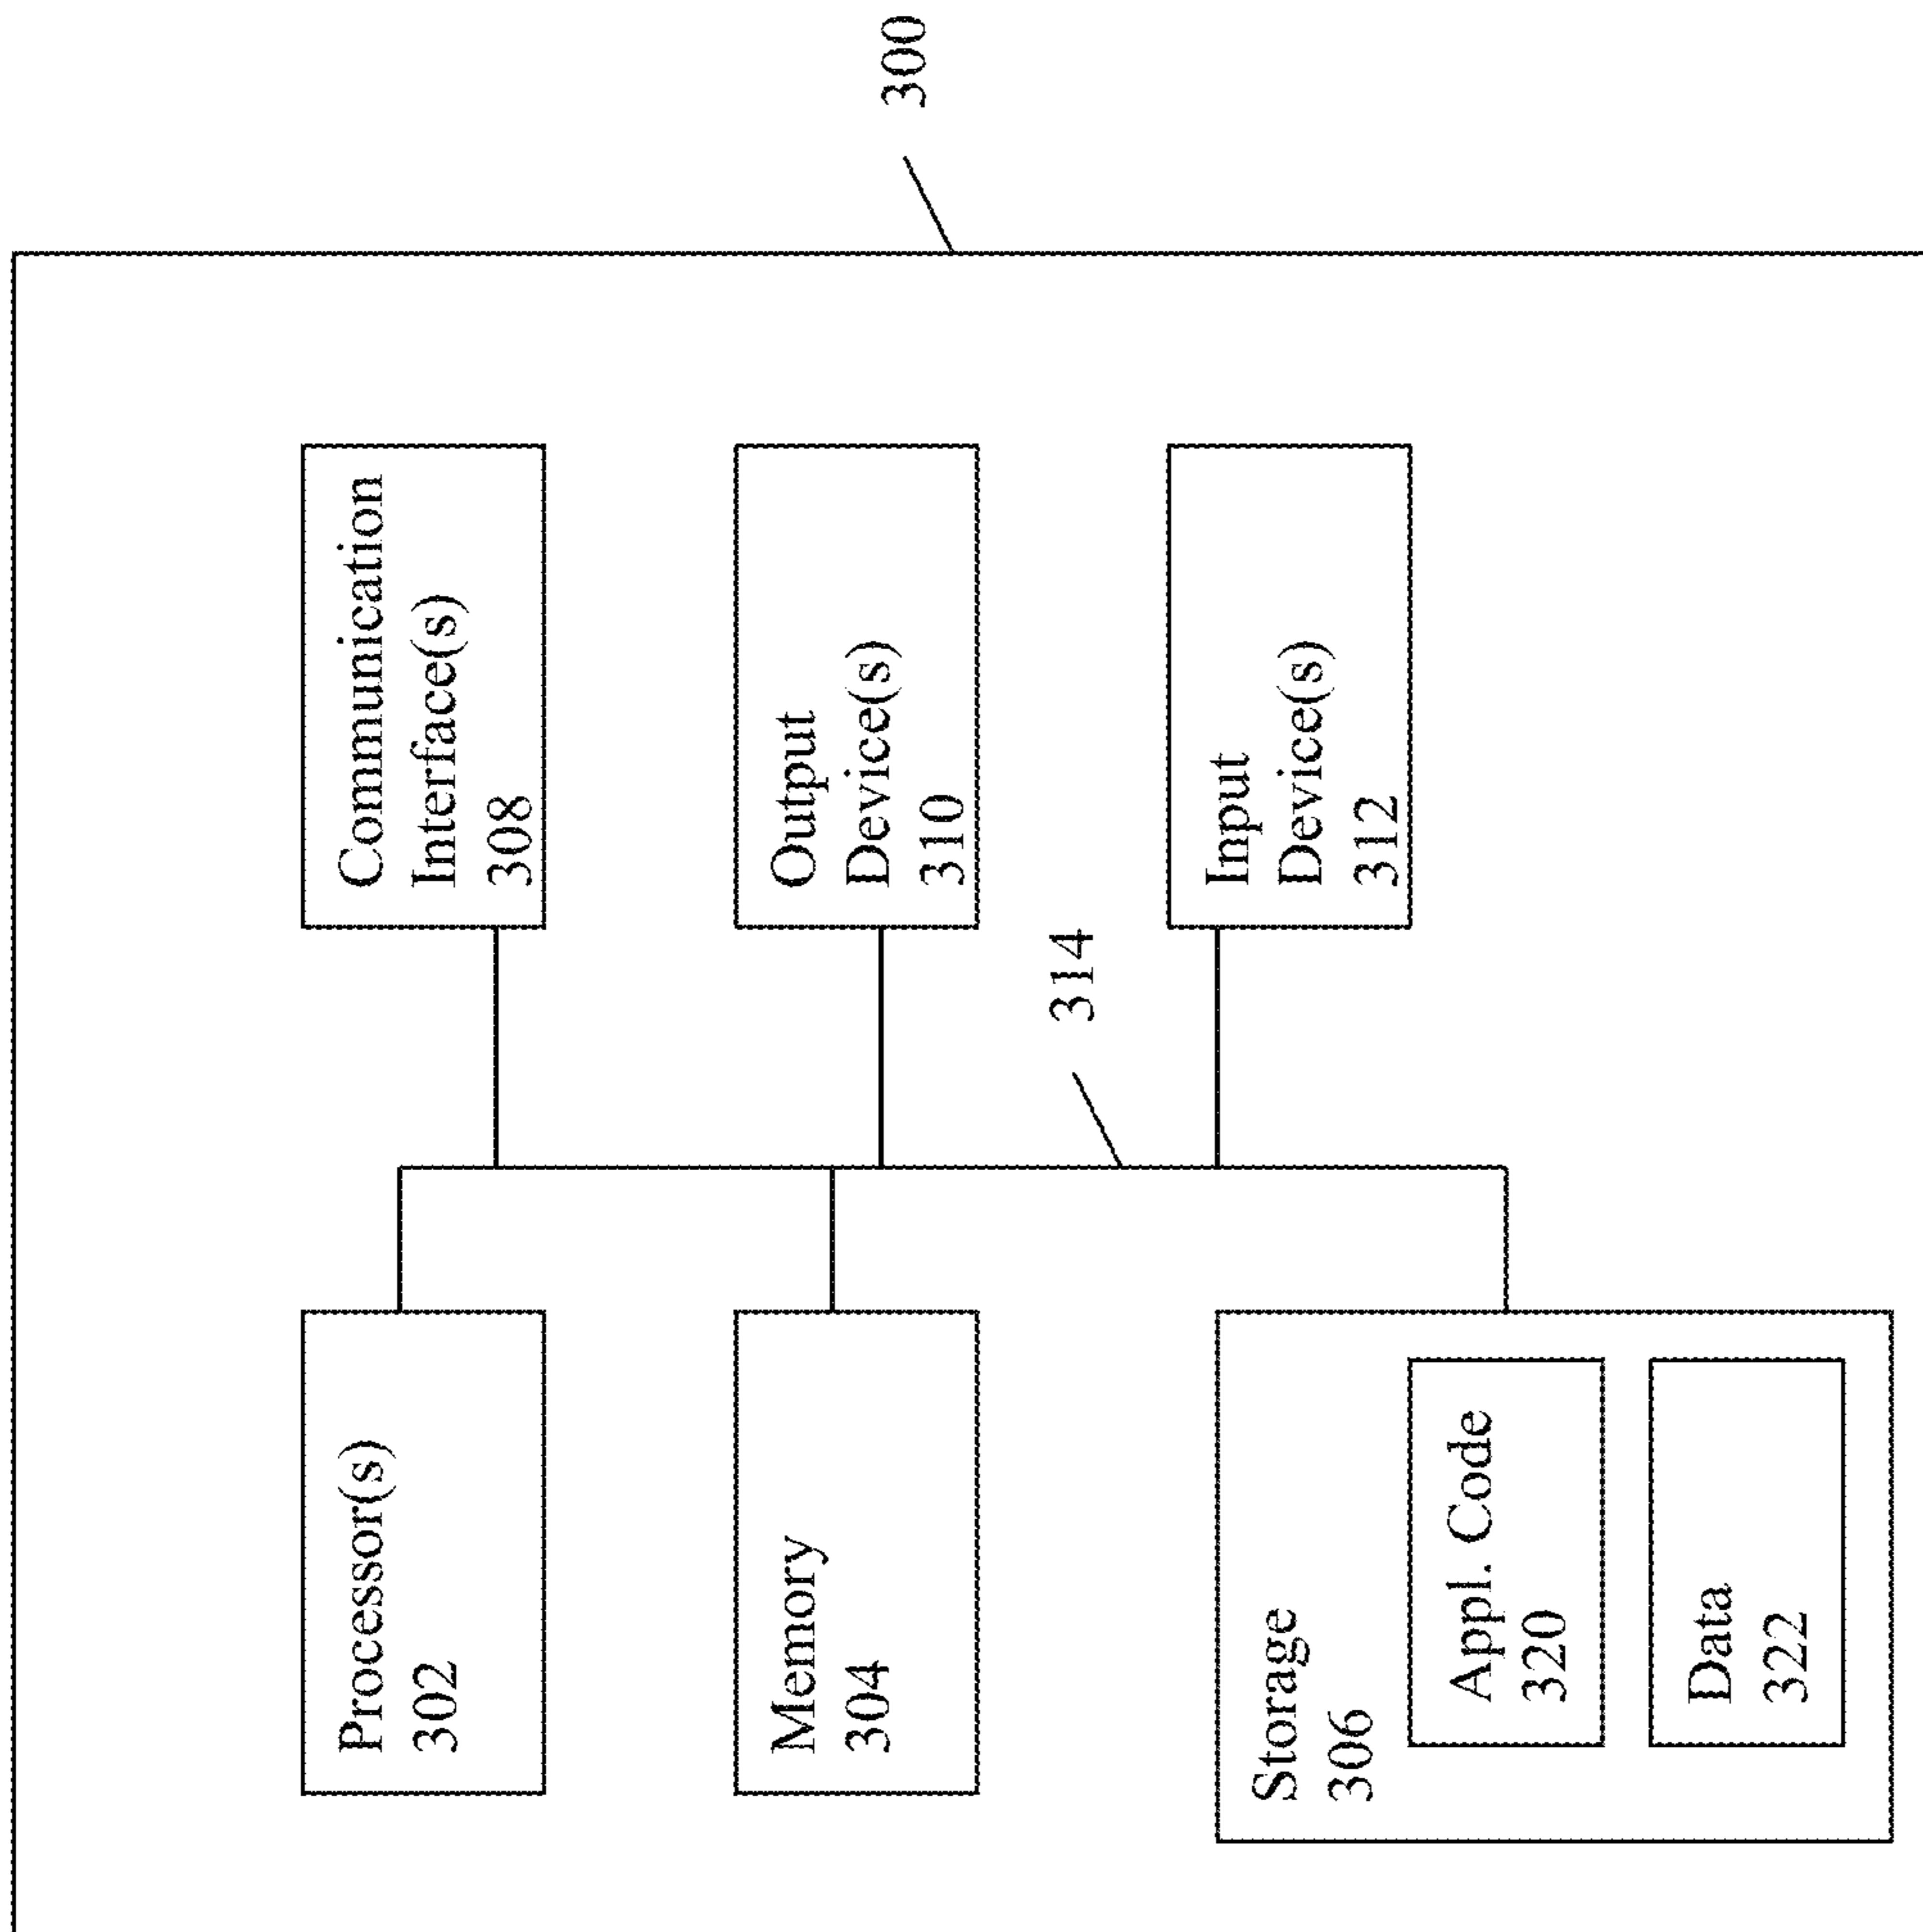 300
Processor(s)
302
Communication
Interface(s)
308
Memory
304
Output
Device(s)
310
314
Storage
306
Input
Device(s)
312
Appl. Code
320
Data
322